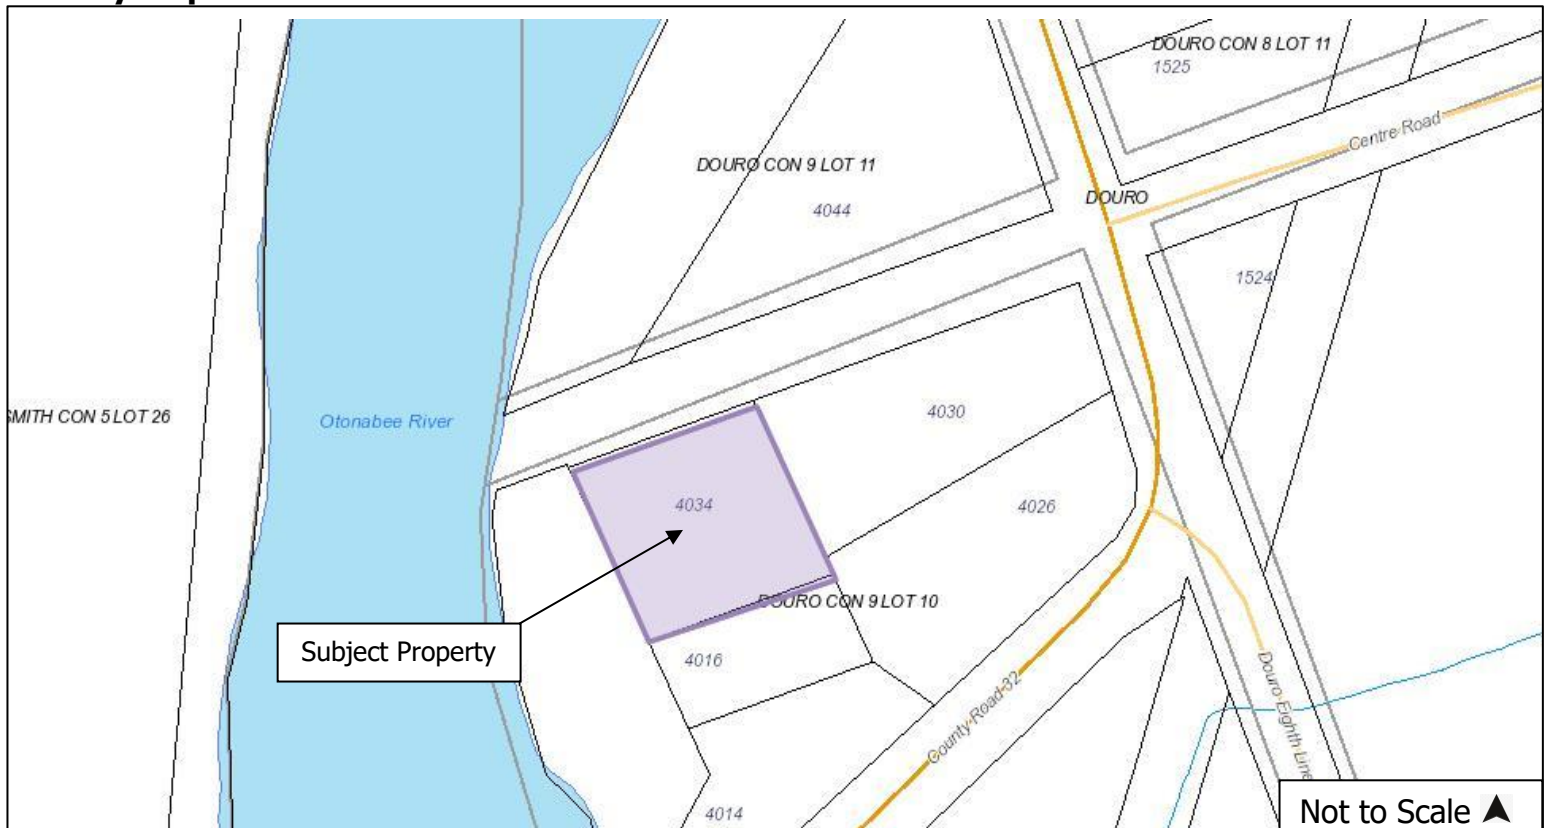 DOURO CON 8 LOT 11
1525
Centre Road
DOURO CON 9 LOT 11
4044
DOURO
1524
SMITH CON 5 LOT 26
Otonabee River
4030
4034
4026
DOURO CON 9 LOT 10
Subject Property
4016
County Road 32
Douro Eighth Line
4014
Not to Scale